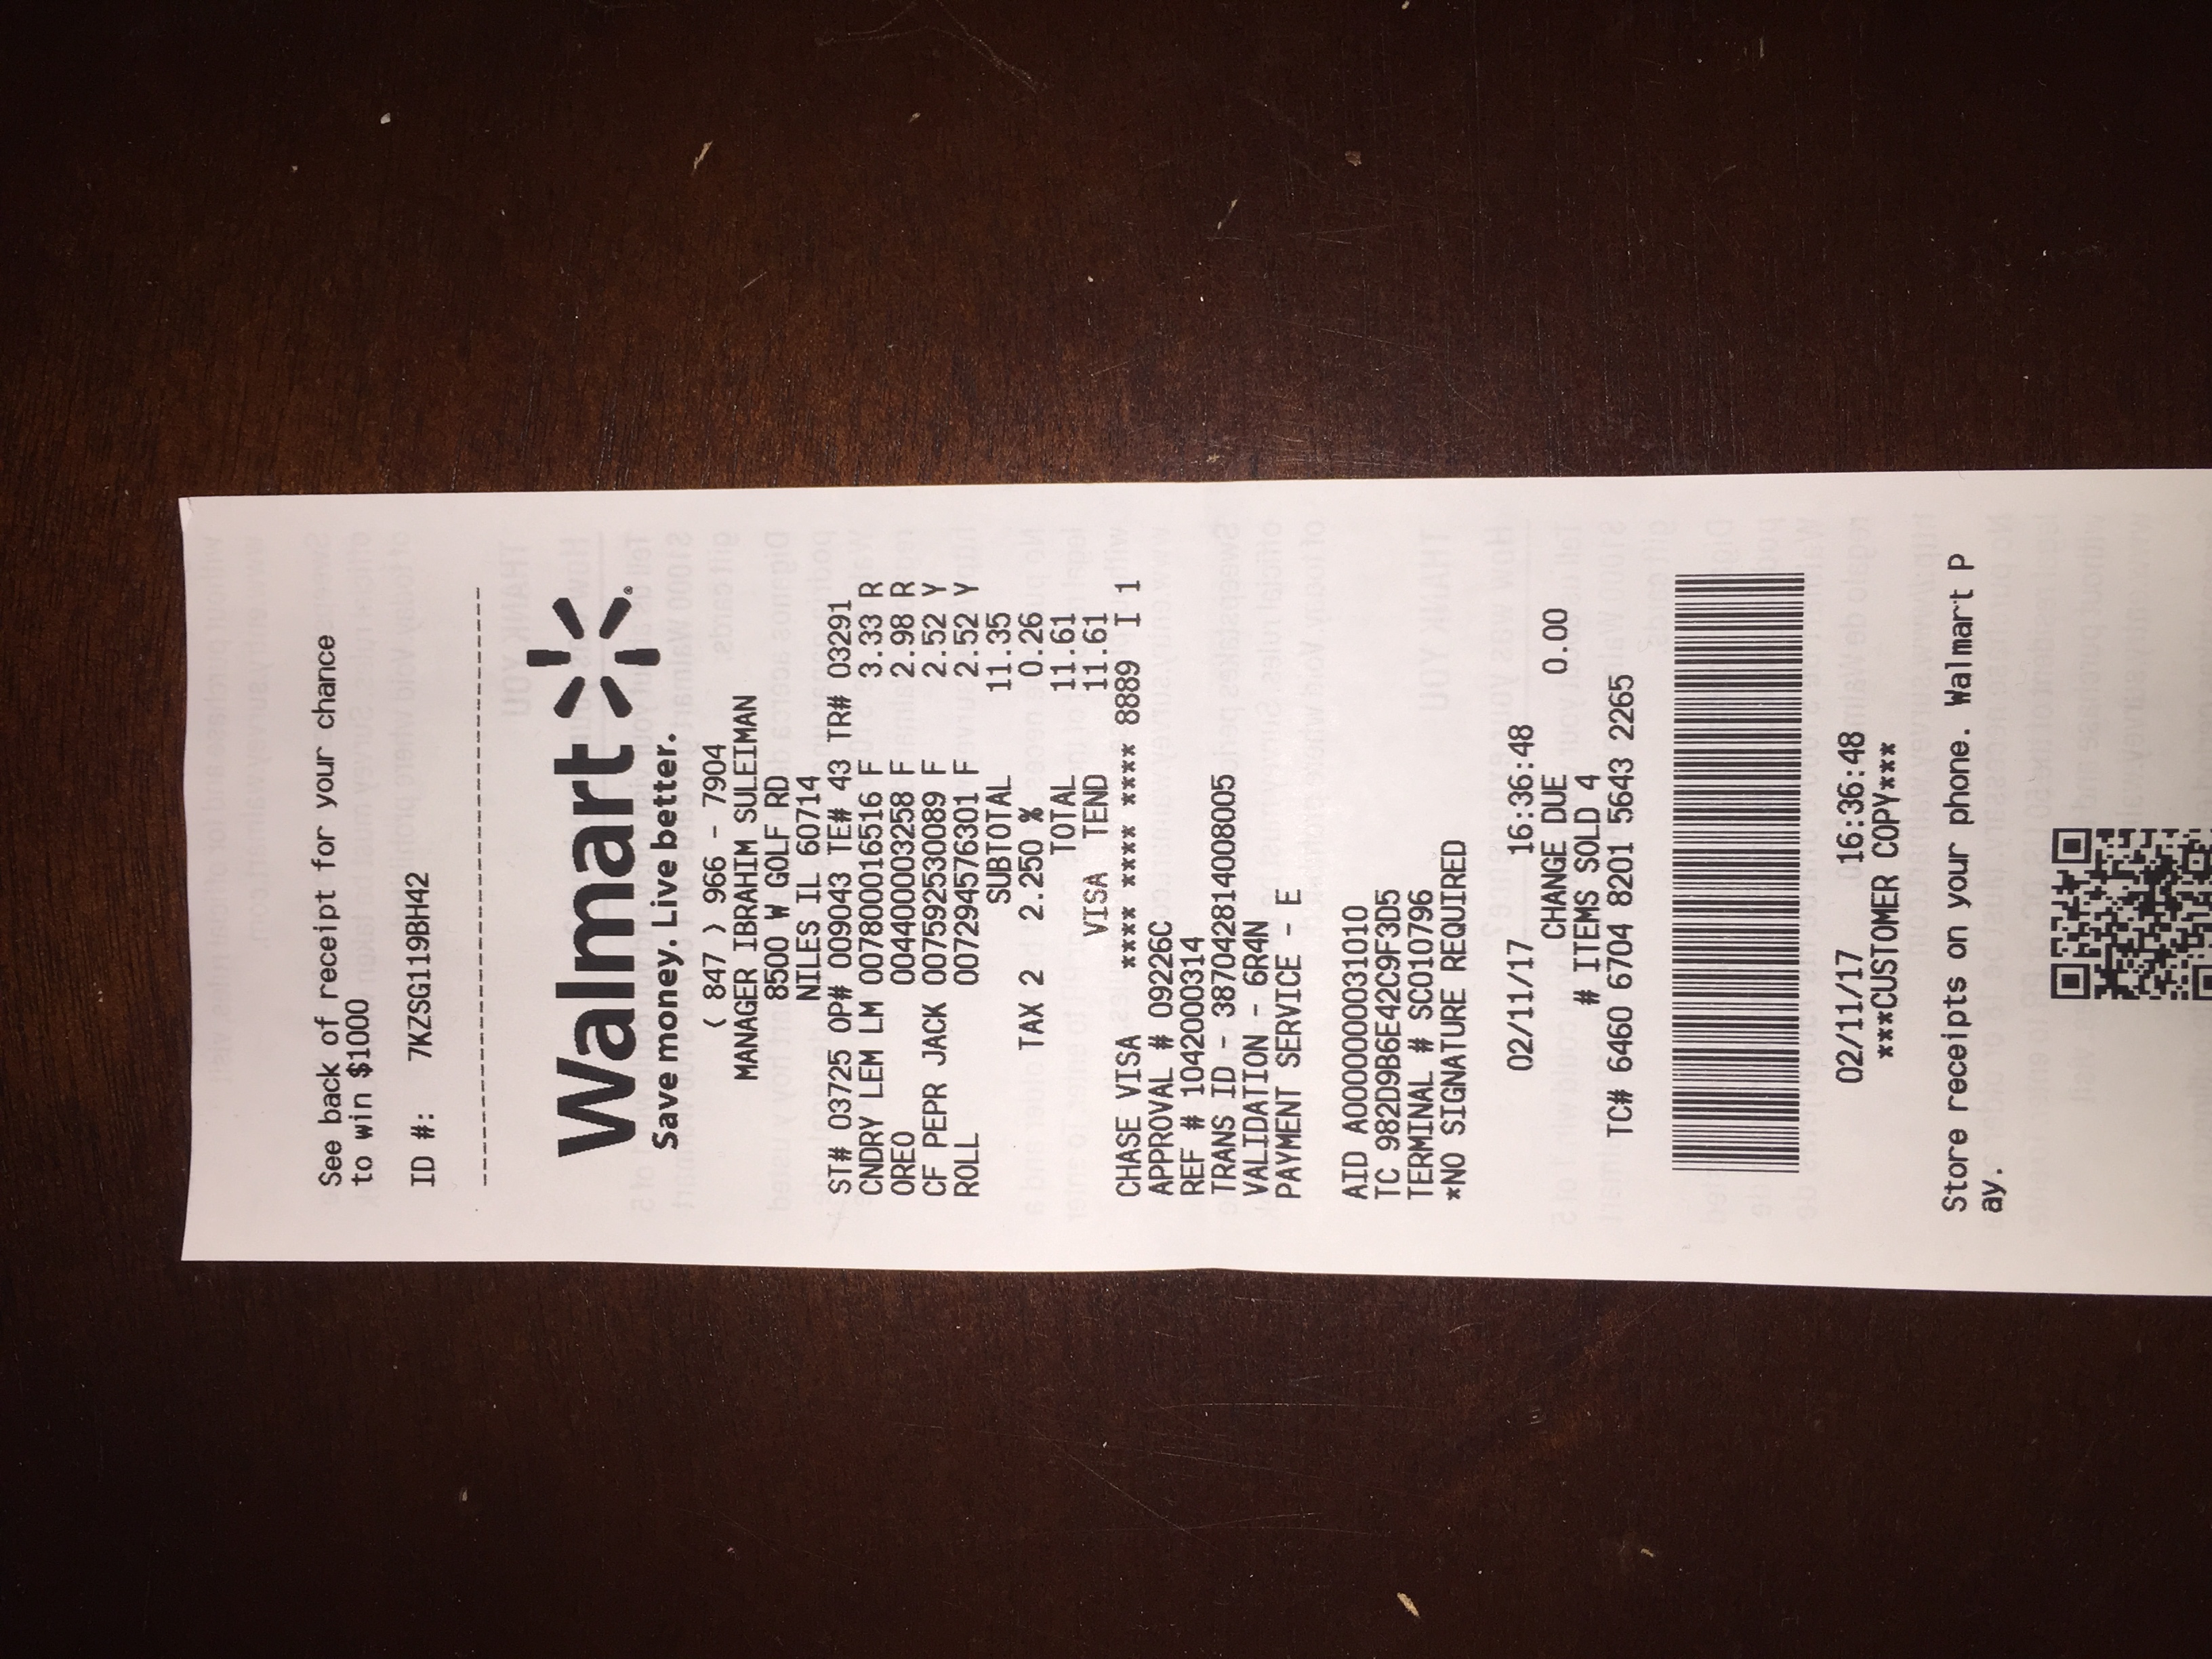 See back of receipt for your chance
to win $1000
ID #: 7KZSG119BH42
Walmart
Save money. Live better.
( 847 ) 966 - 7904
MANAGER IBRAHIM SULEIMAN
8500 W GOLF RD
NILES IL 60714
ST# 03725 OP# 009043 TE# 43 TR# 03291
CNDRY LEM LM 007800016516 F 3.33 R
OREO 004400003258 F 2.98 R
CF PEPR JACK 007592530089 F 2.52 Y
ROLL 007294576301 F 2.52 Y
SUBTOTAL 11.35
TAX 2 2.250 % 0.26
TOTAL 11.61
VISA TEND 11.61
CHASE VISA **** **** **** 8889 I 1
APPROVAL # 09226C
REF # 1042000314
TRANS ID - 387042814008005
VALIDATION - 6R4N
PAYMENT SERVICE - E
AID A0000000031010
TC 982D9B6E42C9F3D5
TERMINAL # SC010796
*NO SIGNATURE REQUIRED
02/11/17 16:36:48
CHANGE DUE 0.00
# ITEMS SOLD 4
TC# 6460 6704 8201 5643 2265
02/11/17 16:36:48
***CUSTOMER COPY***
Store receipts on your phone. Walmart P
ay.